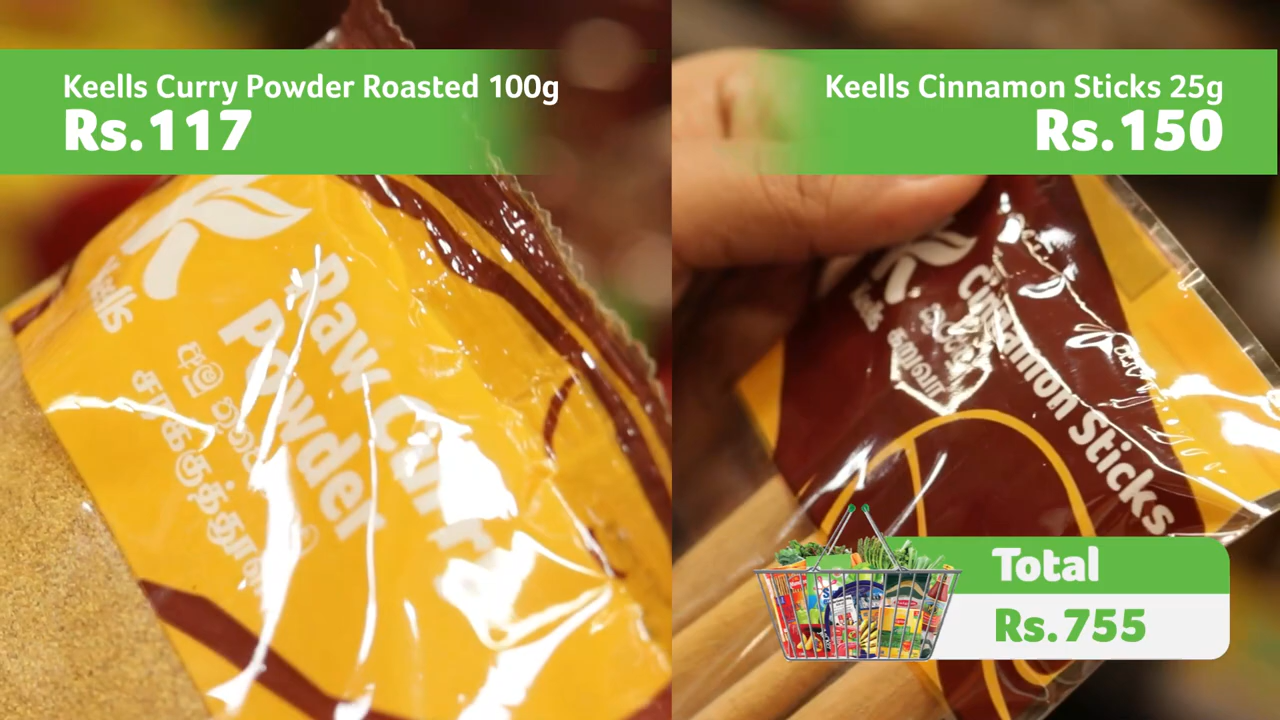 Keells Curry Powder Roasted 100g
Rs.117
Keells
Raw Curry
Powder
Keells Cinnamon Sticks 25g
Rs.150
Keells
Cinnamon Sticks
கறுவா
Total
Rs.755